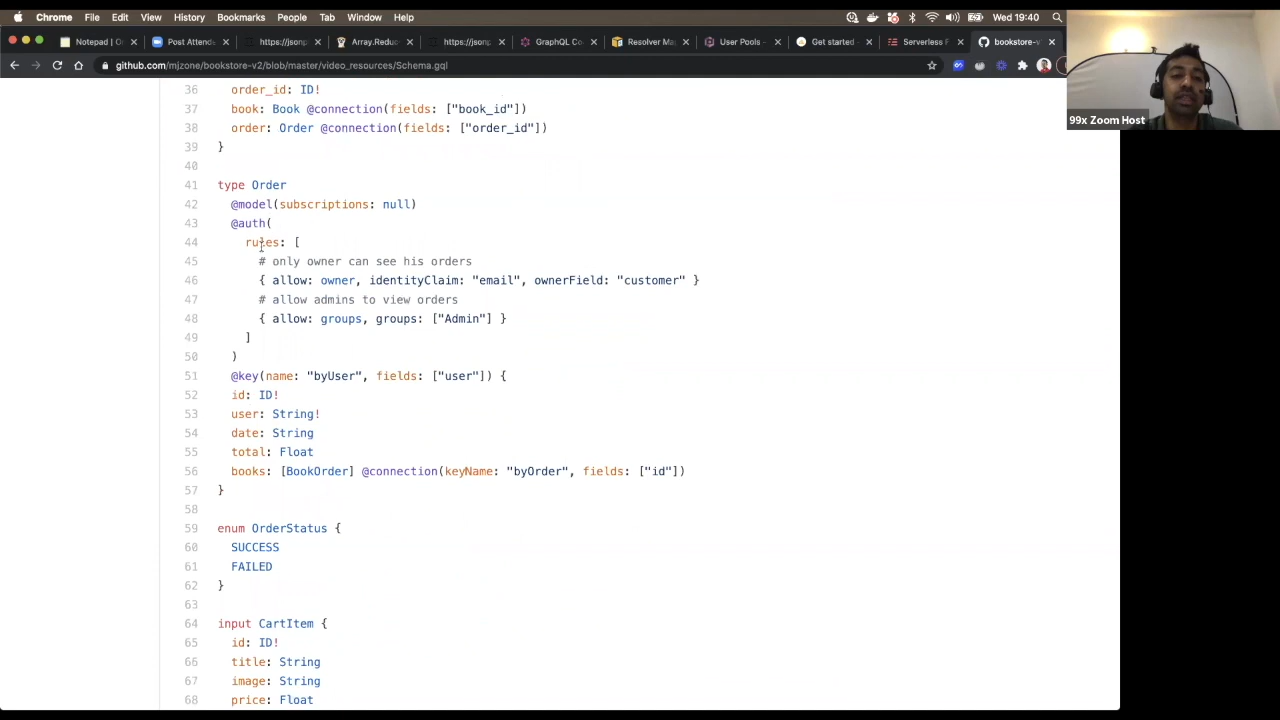 Chrome File Edit View History Bookmarks People Tab Window Help Wed 19:40
Notepad | O Post Attend https://jsonp Array.Reduc https://jsonp GraphQL Co Resolver Ma User Pools - Get started - Serverless F bookstore-v
github.com/mjzone/bookstore-v2/blob/master/video_resources/Schema.gql
99x Zoom Host
36 order_id: ID!
37 book: Book @connection(fields: ["book_id"])
38 order: Order @connection(fields: ["order_id"])
39 }
40
41 type Order
42 @model(subscriptions: null)
43 @auth(
44 rules: [
45 # only owner can see his orders
46 { allow: owner, identityClaim: "email", ownerField: "customer" }
47 # allow admins to view orders
48 { allow: groups, groups: ["Admin"] }
49 ]
50 )
51 @key(name: "byUser", fields: ["user"]) {
52 id: ID!
53 user: String!
54 date: String
55 total: Float
56 books: [BookOrder] @connection(keyName: "byOrder", fields: ["id"])
57 }
58
59 enum OrderStatus {
60 SUCCESS
61 FAILED
62 }
63
64 input CartItem {
65 id: ID!
66 title: String
67 image: String
68 price: Float